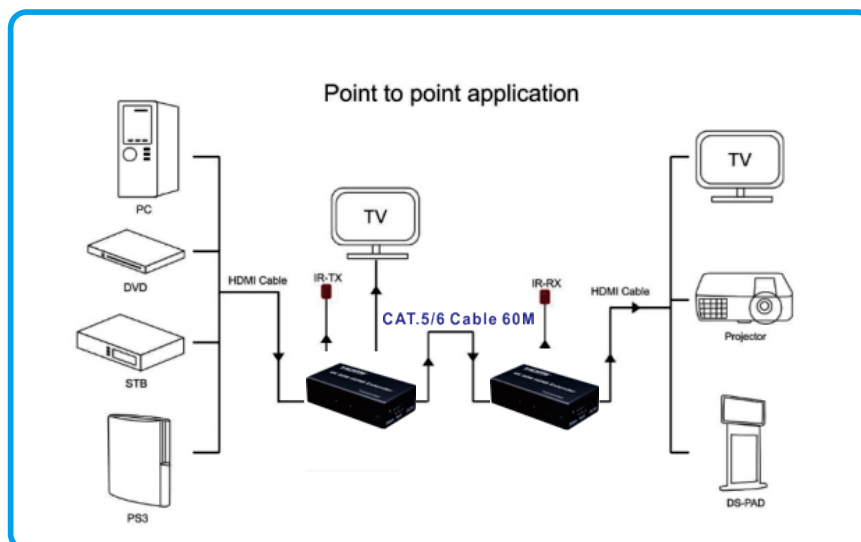 Point to point application
PC
DVD
STB
PS3
HDMI Cable
IR-TX
TV
CAT.5/6 Cable 60M
IR-RX
HDMI Cable
TV
Projector
DS-PAD